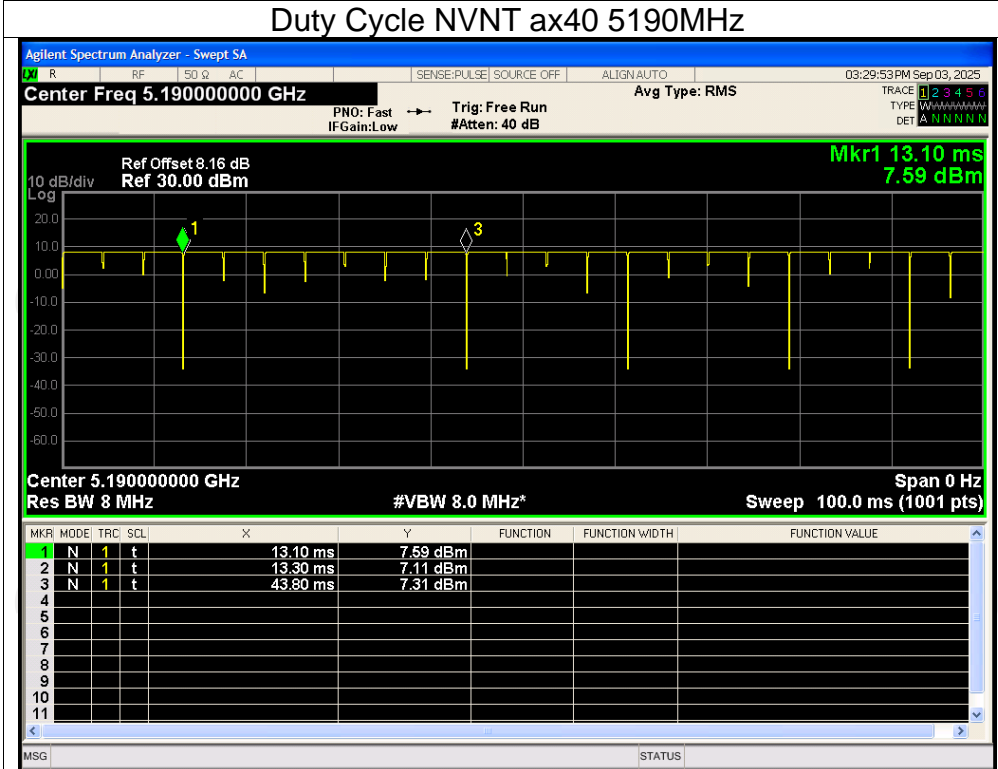 Duty Cycle NVNT ax40 5190MHz
Agilent Spectrum Analyzer - Swept SA
LXI R RF 50 Ω AC SENSE:PULSE SOURCE OFF ALIGN AUTO 03:29:53 PM Sep 03, 2025
Center Freq 5.190000000 GHz Avg Type: RMS TRACE 1 2 3 4 5 6
PNO: Fast Trig: Free Run TYPE WWWWWW
IFGain:Low #Atten: 40 dB DET A N N N N N
Mkr1 13.10 ms
7.59 dBm
Ref Offset 8.16 dB
10 dB/div Ref 30.00 dBm
Log
20.0
1 3
10.0
0.00
-10.0
-20.0
-30.0
-40.0
-50.0
-60.0
Center 5.190000000 GHz Span 0 Hz
Res BW 8 MHz #VBW 8.0 MHz* Sweep 100.0 ms (1001 pts)
MKR MODE TRC SCL X Y FUNCTION FUNCTION WIDTH FUNCTION VALUE
1 N 1 t 13.10 ms 7.59 dBm
2 N 1 t 13.30 ms 7.11 dBm
3 N 1 t 43.80 ms 7.31 dBm
4
5
6
7
8
9
10
11
MSG STATUS